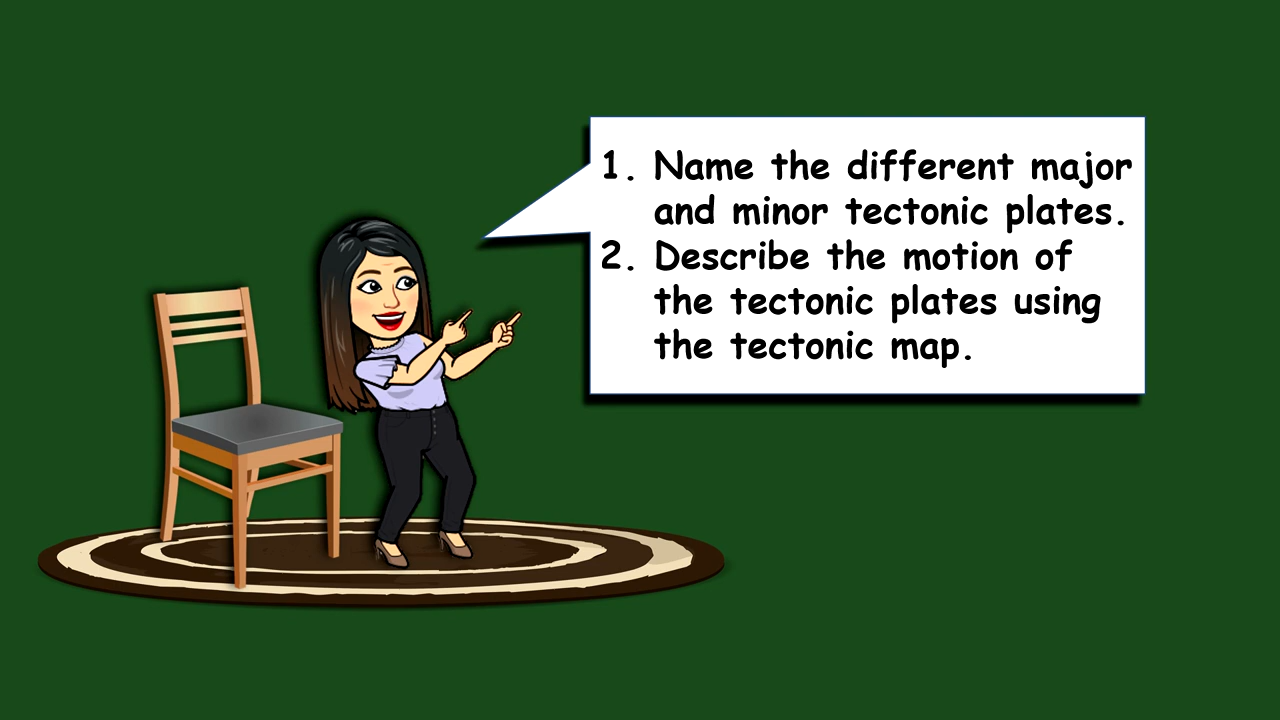 1. Name the different major
and minor tectonic plates.
2. Describe the motion of
the tectonic plates using
the tectonic map.